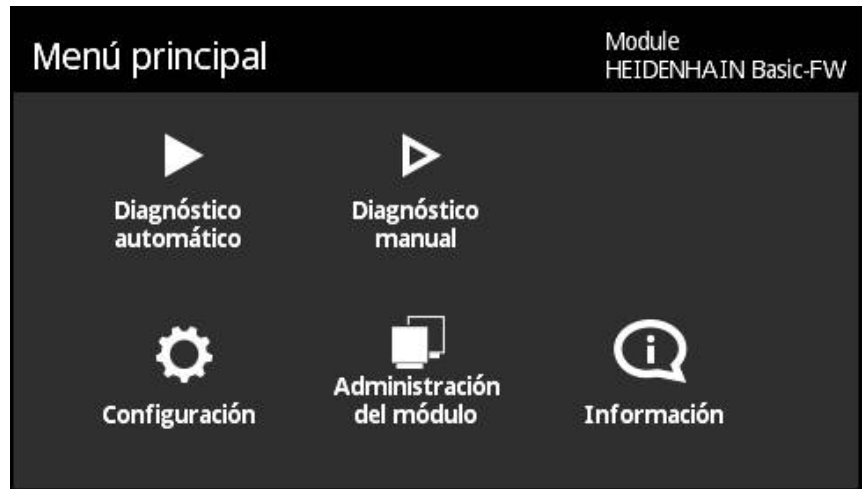 Menú principal
Module
HEIDENHAIN Basic-FW
Diagnóstico
automático
Diagnóstico
manual
Configuración
Administración
del módulo
Información